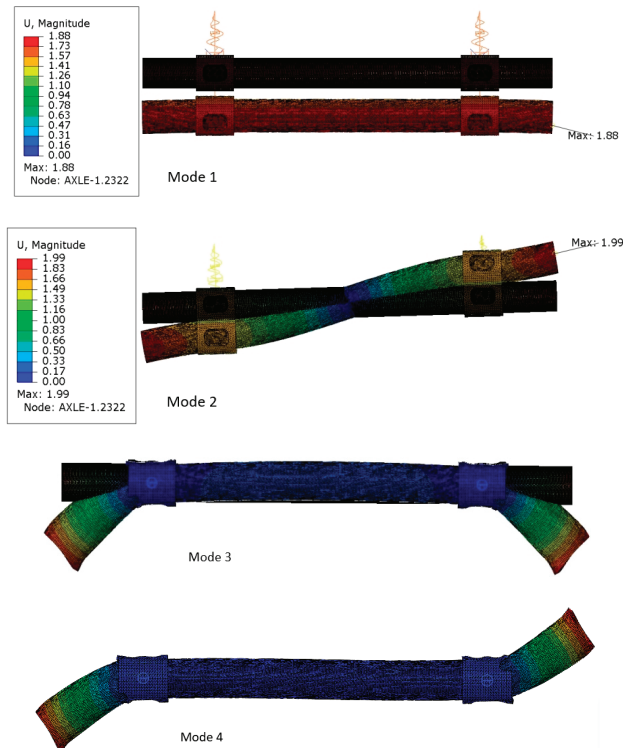 U, Magnitude
1.88
1.73
1.57
1.41
1.26
1.10
0.94
0.78
0.63
0.47
0.31
0.16
0.00
Max: 1.88
Node: AXLE-1.2322
Max: 1.88
Mode 1
U, Magnitude
1.99
1.83
1.66
1.49
1.33
1.16
1.00
0.83
0.66
0.50
0.33
0.17
0.00
Max: 1.99
Node: AXLE-1.2322
Max: 1.99
Mode 2
Mode 3
Mode 4